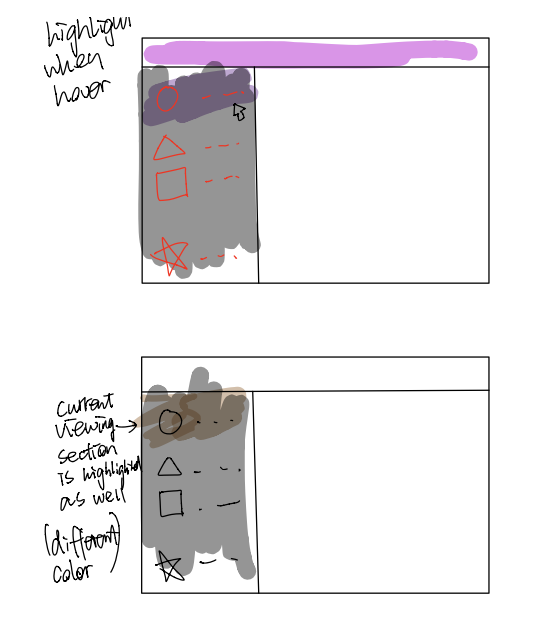 highlight
when
hover
current
viewing
section
is highlighted
as well
(different
color)